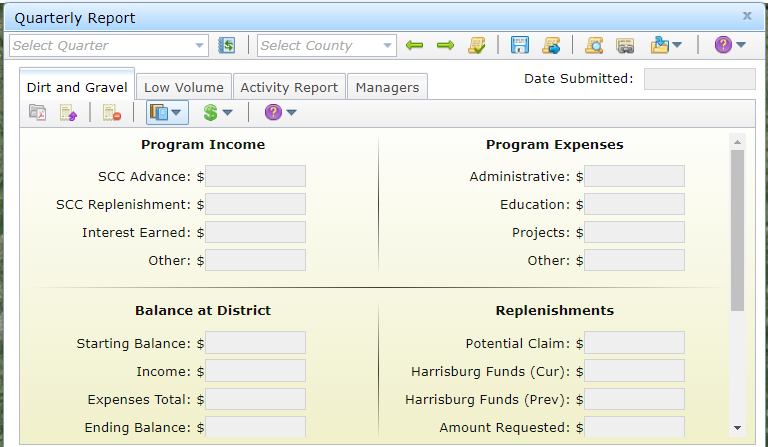 Quarterly Report
Select Quarter
Select County
Dirt and Gravel
Low Volume
Activity Report
Managers
Date Submitted:
Program Income
SCC Advance: $
SCC Replenishment: $
Interest Earned: $
Other: $
Program Expenses
Administrative: $
Education: $
Projects: $
Other: $
Balance at District
Starting Balance: $
Income: $
Expenses Total: $
Ending Balance: $
Replenishments
Potential Claim: $
Harrisburg Funds (Cur): $
Harrisburg Funds (Prev): $
Amount Requested: $